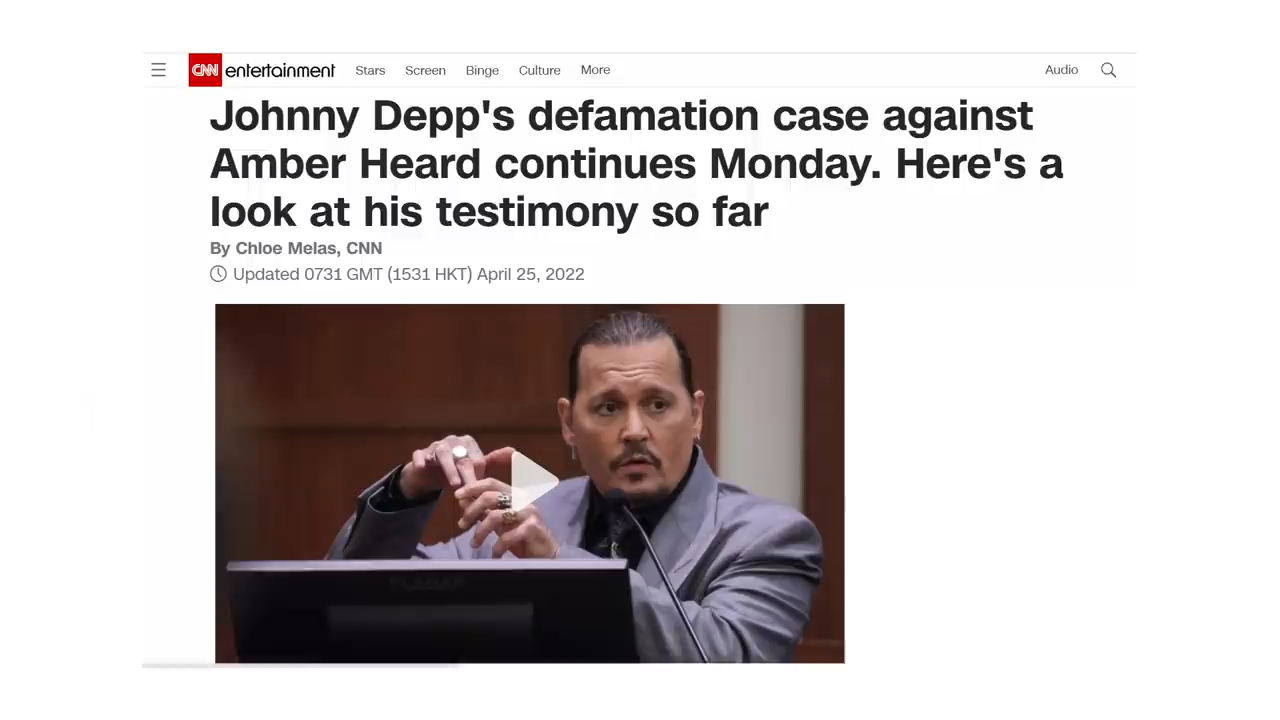 CNN entertainment Stars Screen Binge Culture More Audio
Johnny Depp's defamation case against
Amber Heard continues Monday. Here's a
look at his testimony so far
By Chloe Melas, CNN
Updated 0731 GMT (1531 HKT) April 25, 2022